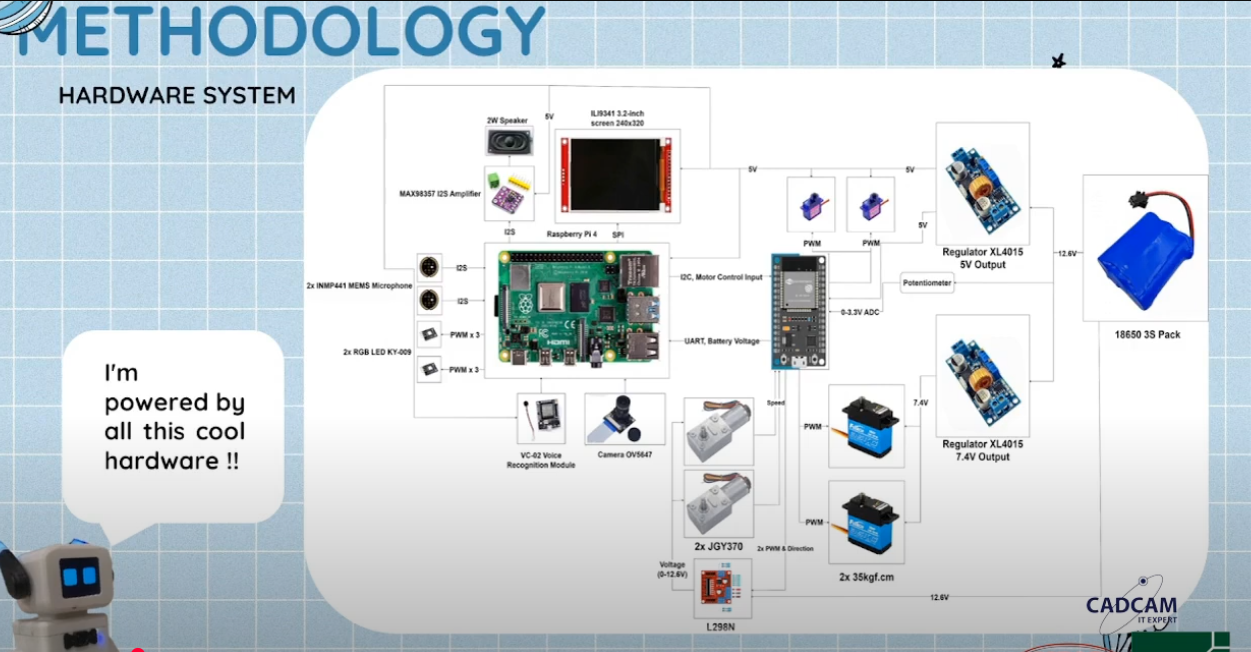 METHODOLOGY
HARDWARE SYSTEM
2W Speaker
5V
ILI9341 3.2-inch
screen 240x320
MAX98357 I2S Amplifier
I2S
Raspberry Pi 4
SPI
5V
5V
5V
Regulator XL4015
5V Output
12.6V
18650 3S Pack
PWM
PWM
2x INMP441 MEMS Microphone
I2S
I2S
I2C, Motor Control Input
Potentiometer
0-3.3V ADC
UART, Battery Voltage
2x RGB LED KY-009
PWM x 3
PWM x 3
HDMI
VC-02 Voice
Recognition Module
Camera OV5647
Speed
PWM
7.4V
Regulator XL4015
7.4V Output
PWM
2x JGY370
2x PWM & Direction
Voltage
(0-12.6V)
2x 35kgf.cm
12.6V
L298N
I'm
powered by
all this cool
hardware !!
CADCAM
IT EXPERT